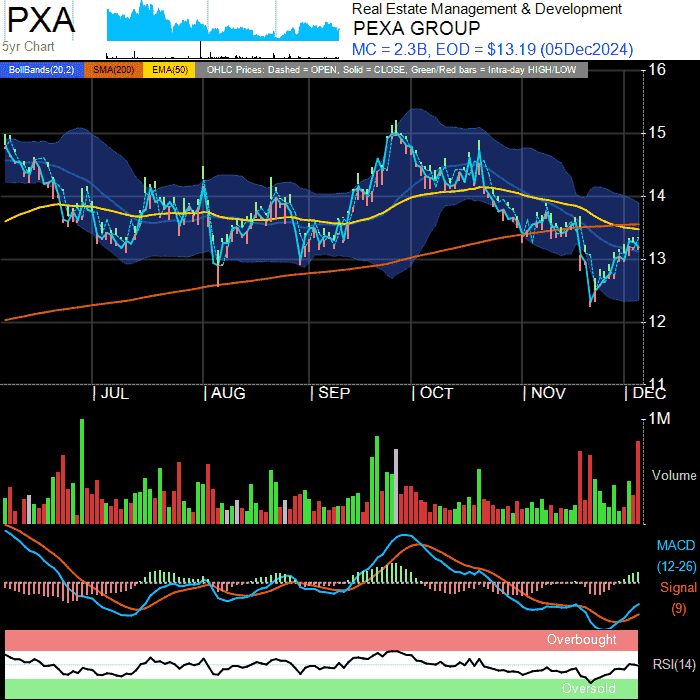 PXA
5yr Chart
Real Estate Management & Development
PEXA GROUP
MC = 2.3B, EOD = $13.19 (05Dec2024)
BollBands(20,2) SMA(200) EMA(50) OHLC Prices: Dashed = OPEN, Solid = CLOSE, Green/Red bars = Intra-day HIGH/LOW
16
15
14
13
12
11
JUL AUG SEP OCT NOV DEC
1M
Volume
MACD
(12-26)
Signal
(9)
Overbought
RSI(14)
Oversold